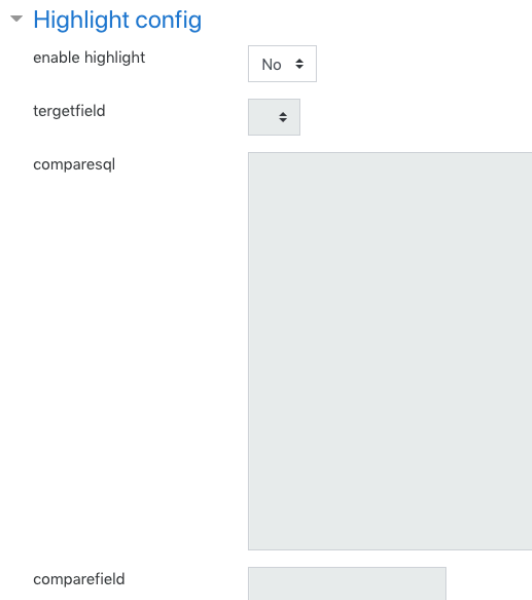 Highlight config
enable highlight
No
tergetfield
comparesql
comparefield